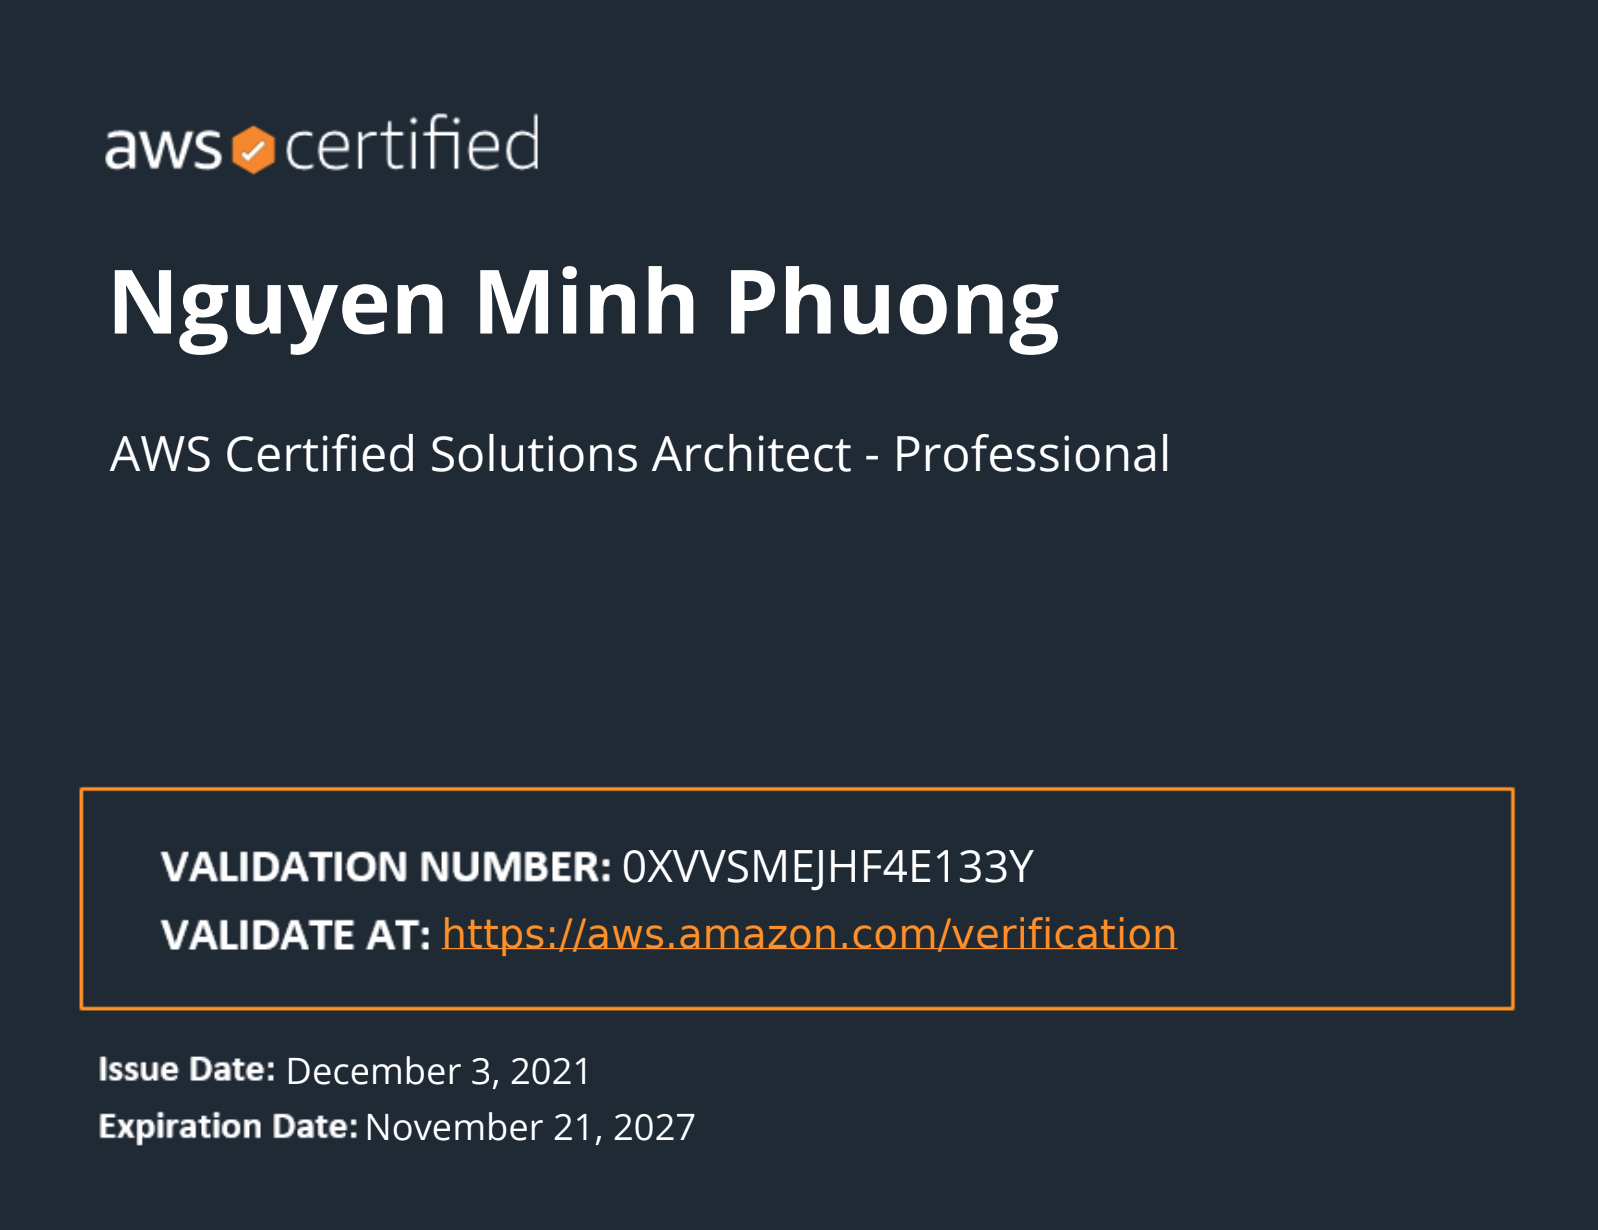 aws certified
Nguyen Minh Phuong
AWS Certified Solutions Architect - Professional
VALIDATION NUMBER: 0XVVSMEJHF4E133Y
VALIDATE AT: https://aws.amazon.com/verification
Issue Date: December 3, 2021
Expiration Date: November 21, 2027